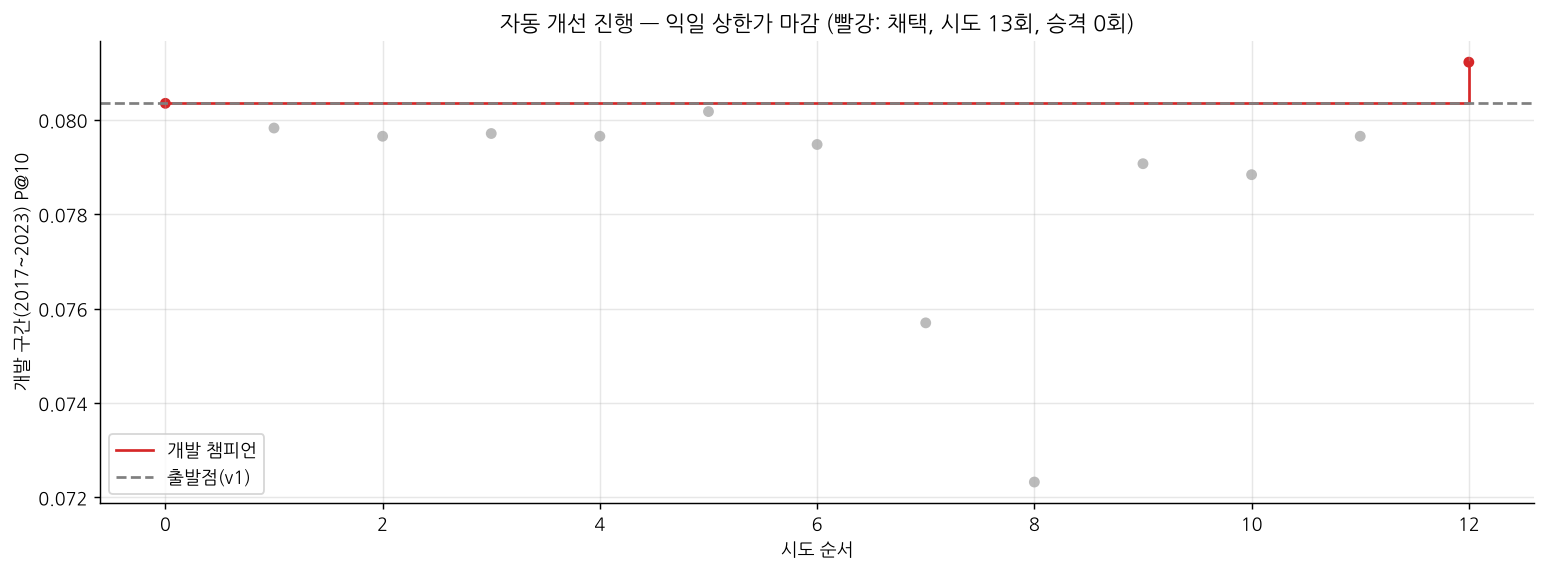 자동 개선 진행 — 익일 상한가 마감 (빨강: 채택, 시도 13회, 승격 0회)
개발 구간(2017~2023) P@10
0.080
0.078
0.076
0.074
0.072
개발 챔피언
출발점(v1)
0
2
4
6
8
10
12
시도 순서